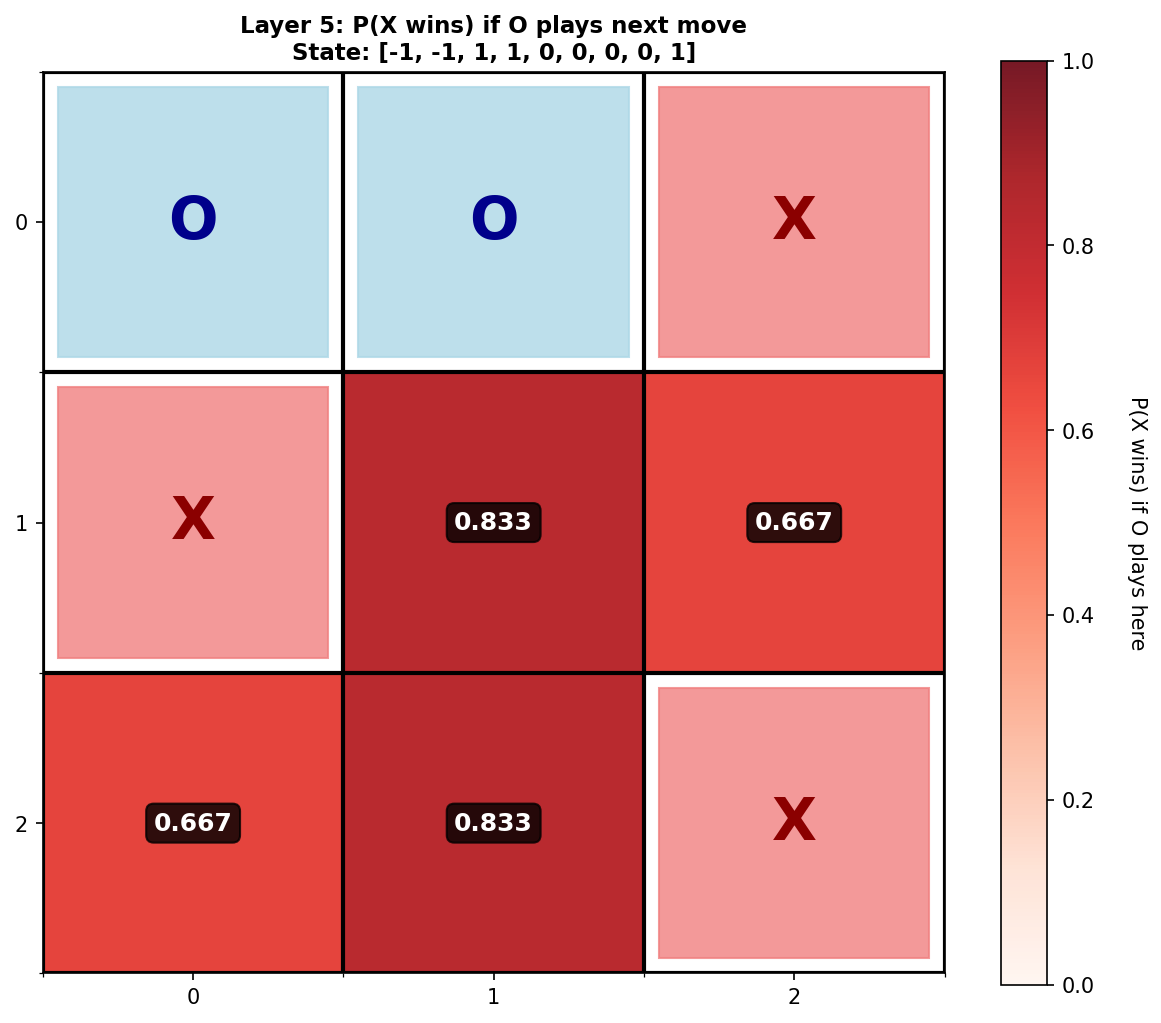 Layer 5: P(X wins) if O plays next move
State: [-1, -1, 1, 1, 0, 0, 0, 0, 1]
0
O
O
X
1
X
0.833
0.667
2
0.667
0.833
X
0
1
2
1.0
0.8
0.6
0.4
0.2
0.0
P(X wins) if O plays here